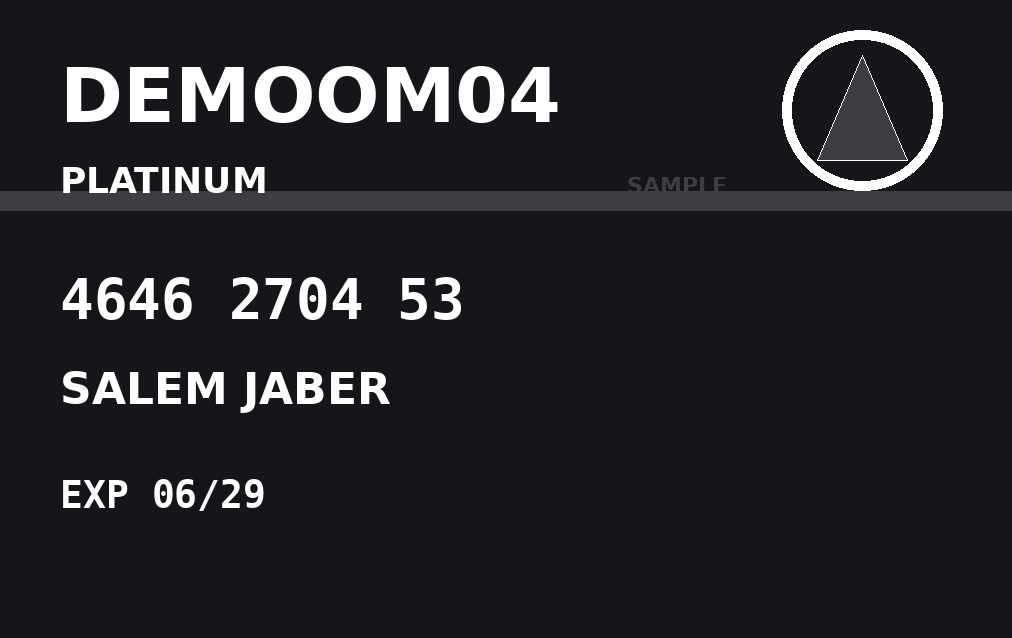 DEMOOM04
PLATINUM
SAMPLE
4646 2704 53
SALEM JABER
EXP 06/29